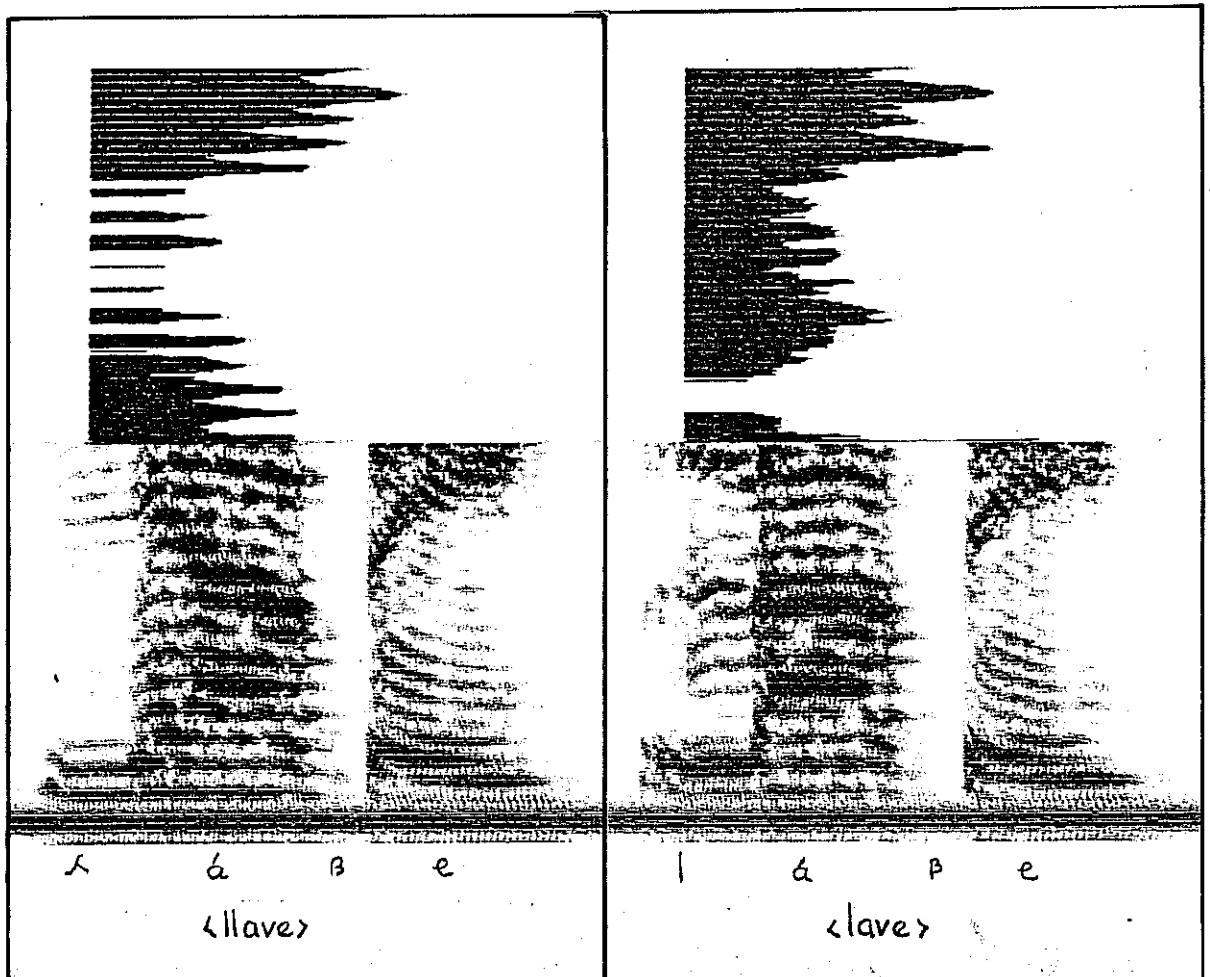 ʎ á β e
<llave>
l á β e
<lave>